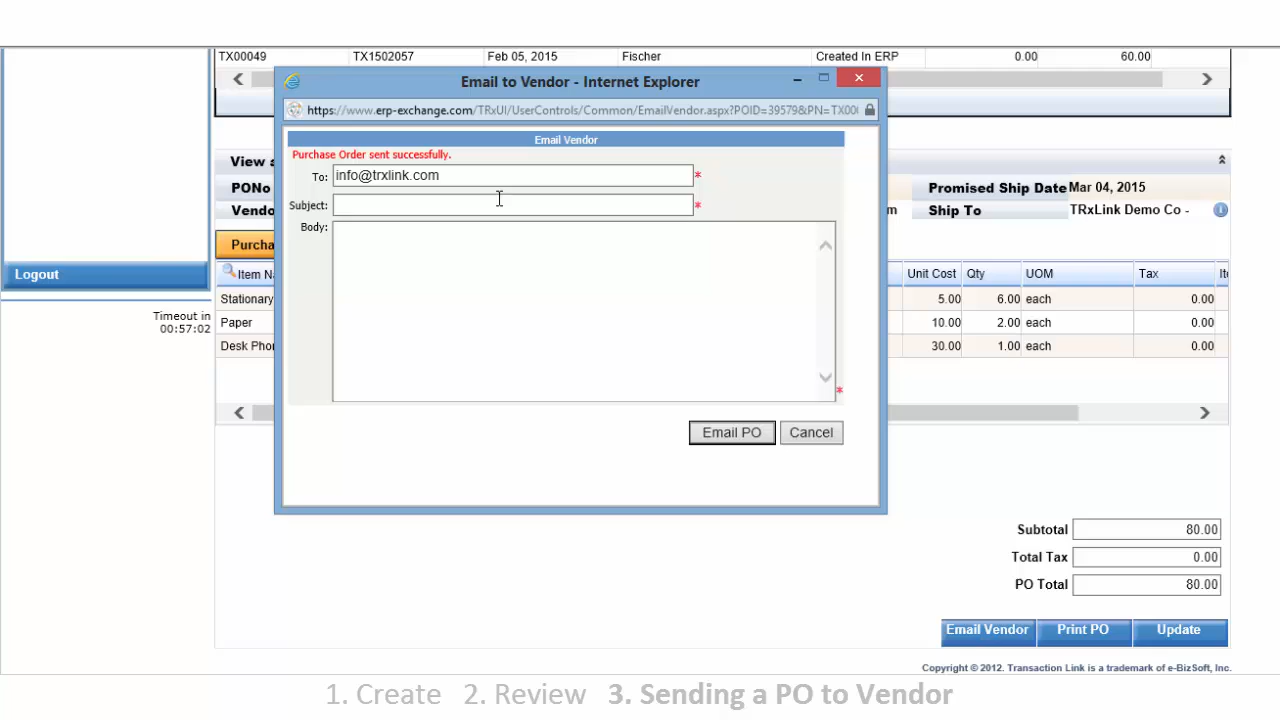 TX00049 TX1502057 Feb 05, 2015 Fischer Created In ERP 0.00 60.00
Email to Vendor - Internet Explorer
https://www.erp-exchange.com/TRxUI/UserControls/Common/EmailVendor.aspx?POID=39579&PN=TX00
Email Vendor
Purchase Order sent successfully.
To: info@trxlink.com *
Subject: *
Body:
*
Email PO Cancel
View
PONo Promised Ship Date Mar 04, 2015
Vendo Ship To TRxLink Demo Co -
Purcha
Item N Unit Cost Qty UOM Tax Ite
Stationary 5.00 6.00 each 0.00
Paper 10.00 2.00 each 0.00
Desk Phon 30.00 1.00 each 0.00
Logout
Timeout in
00:57:02
Subtotal 80.00
Total Tax 0.00
PO Total 80.00
Email Vendor Print PO Update
Copyright © 2012. Transaction Link is a trademark of e-BizSoft, Inc.
1. Create 2. Review 3. Sending a PO to Vendor